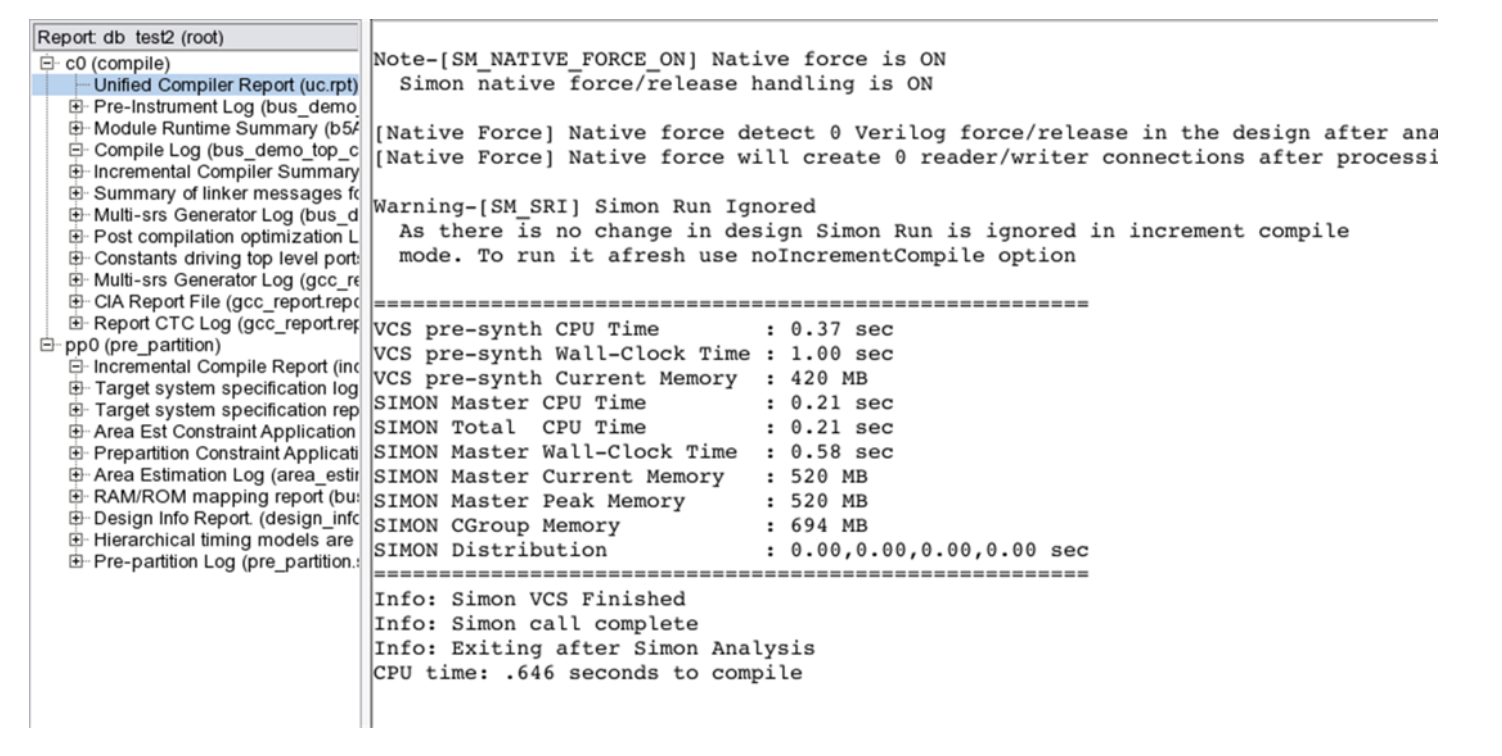 Report: db test2 (root)
c0 (compile)
Unified Compiler Report (uc.rpt)
Pre-Instrument Log (bus_demo_
Module Runtime Summary (b5A
Compile Log (bus_demo_top_c
Incremental Compiler Summary
Summary of linker messages fo
Multi-srs Generator Log (bus_d
Post compilation optimization L
Constants driving top level ports
Multi-srs Generator Log (gcc_re
CIA Report File (gcc_report.repo
Report CTC Log (gcc_report.rep
pp0 (pre_partition)
Incremental Compile Report (inc
Target system specification log
Target system specification rep
Area Est Constraint Application
Prepartition Constraint Applicati
Area Estimation Log (area_estin
RAM/ROM mapping report (bus
Design Info Report. (design_info
Hierarchical timing models are
Pre-partition Log (pre_partition.s
Note-[SM_NATIVE_FORCE_ON] Native force is ON
Simon native force/release handling is ON
[Native Force] Native force detect 0 Verilog force/release in the design after ana
[Native Force] Native force will create 0 reader/writer connections after processi
Warning-[SM_SRI] Simon Run Ignored
As there is no change in design Simon Run is ignored in increment compile
mode. To run it afresh use noIncrementCompile option
=======================================================
VCS pre-synth CPU Time : 0.37 sec
VCS pre-synth Wall-Clock Time : 1.00 sec
VCS pre-synth Current Memory : 420 MB
SIMON Master CPU Time : 0.21 sec
SIMON Total CPU Time : 0.21 sec
SIMON Master Wall-Clock Time : 0.58 sec
SIMON Master Current Memory : 520 MB
SIMON Master Peak Memory : 520 MB
SIMON CGroup Memory : 694 MB
SIMON Distribution : 0.00,0.00,0.00,0.00 sec
=======================================================
Info: Simon VCS Finished
Info: Simon call complete
Info: Exiting after Simon Analysis
CPU time: .646 seconds to compile